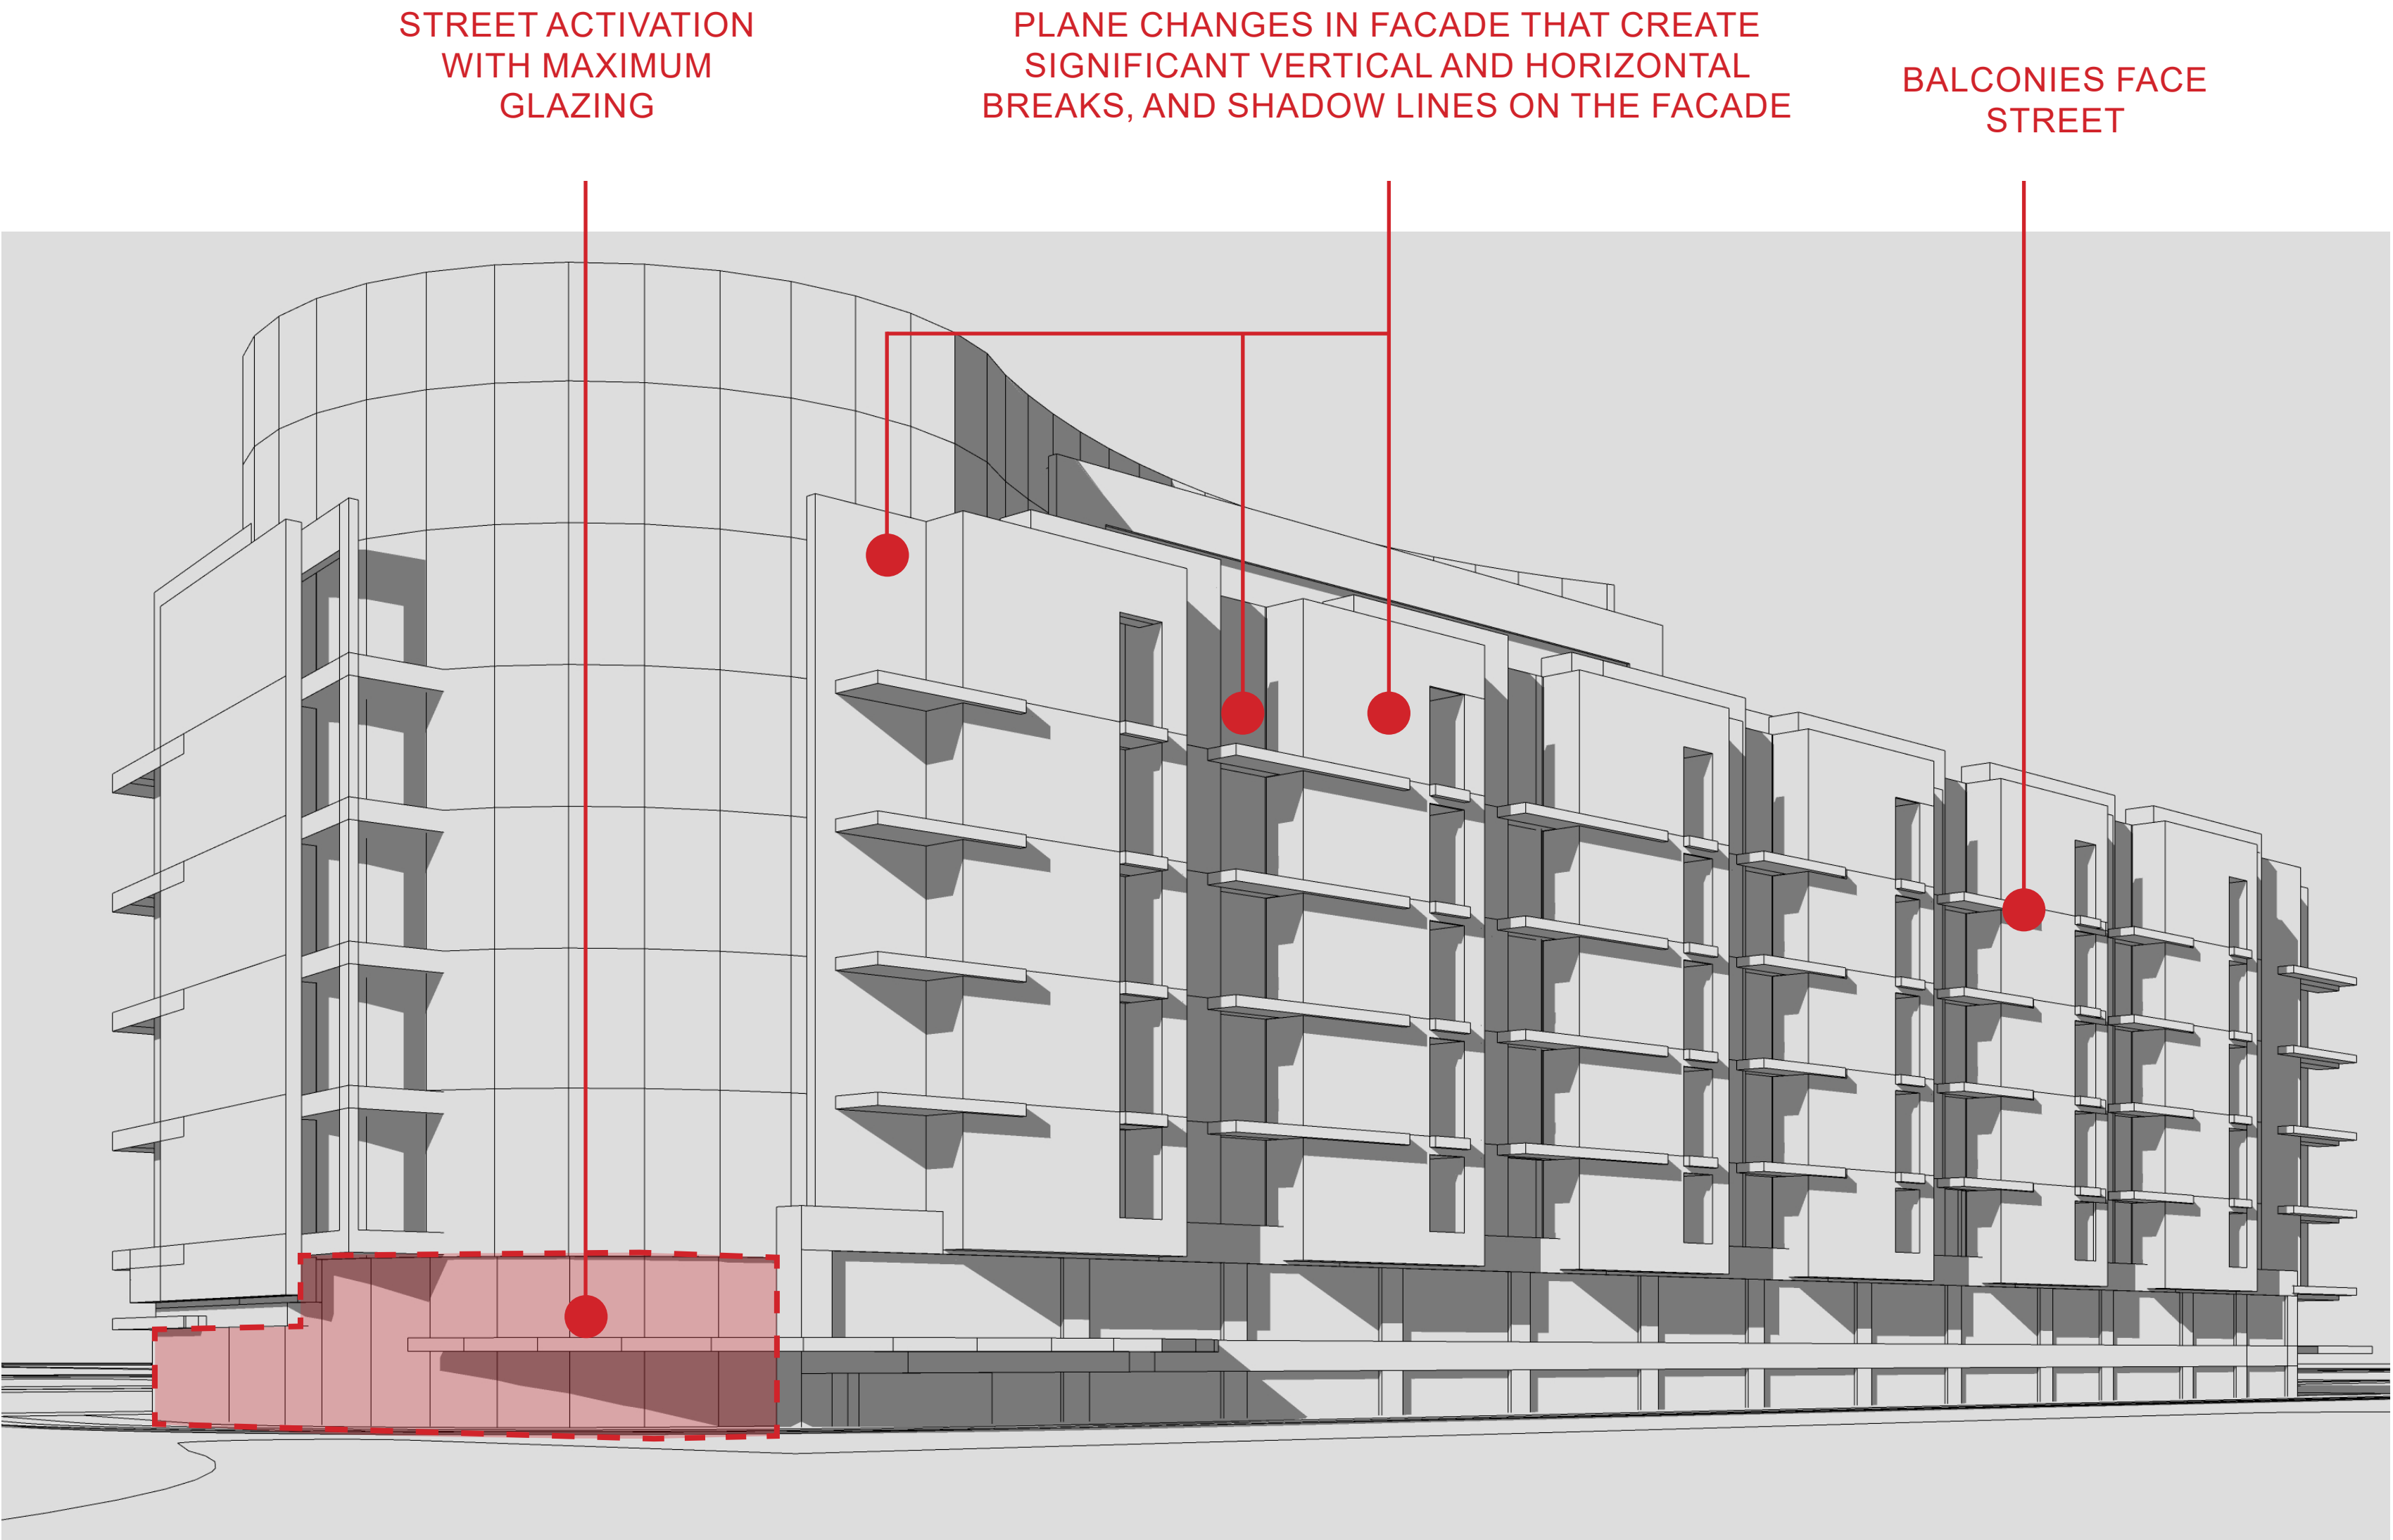 STREET ACTIVATION
WITH MAXIMUM
GLAZING
PLANE CHANGES IN FACADE THAT CREATE
SIGNIFICANT VERTICAL AND HORIZONTAL
BREAKS, AND SHADOW LINES ON THE FACADE
BALCONIES FACE
STREET